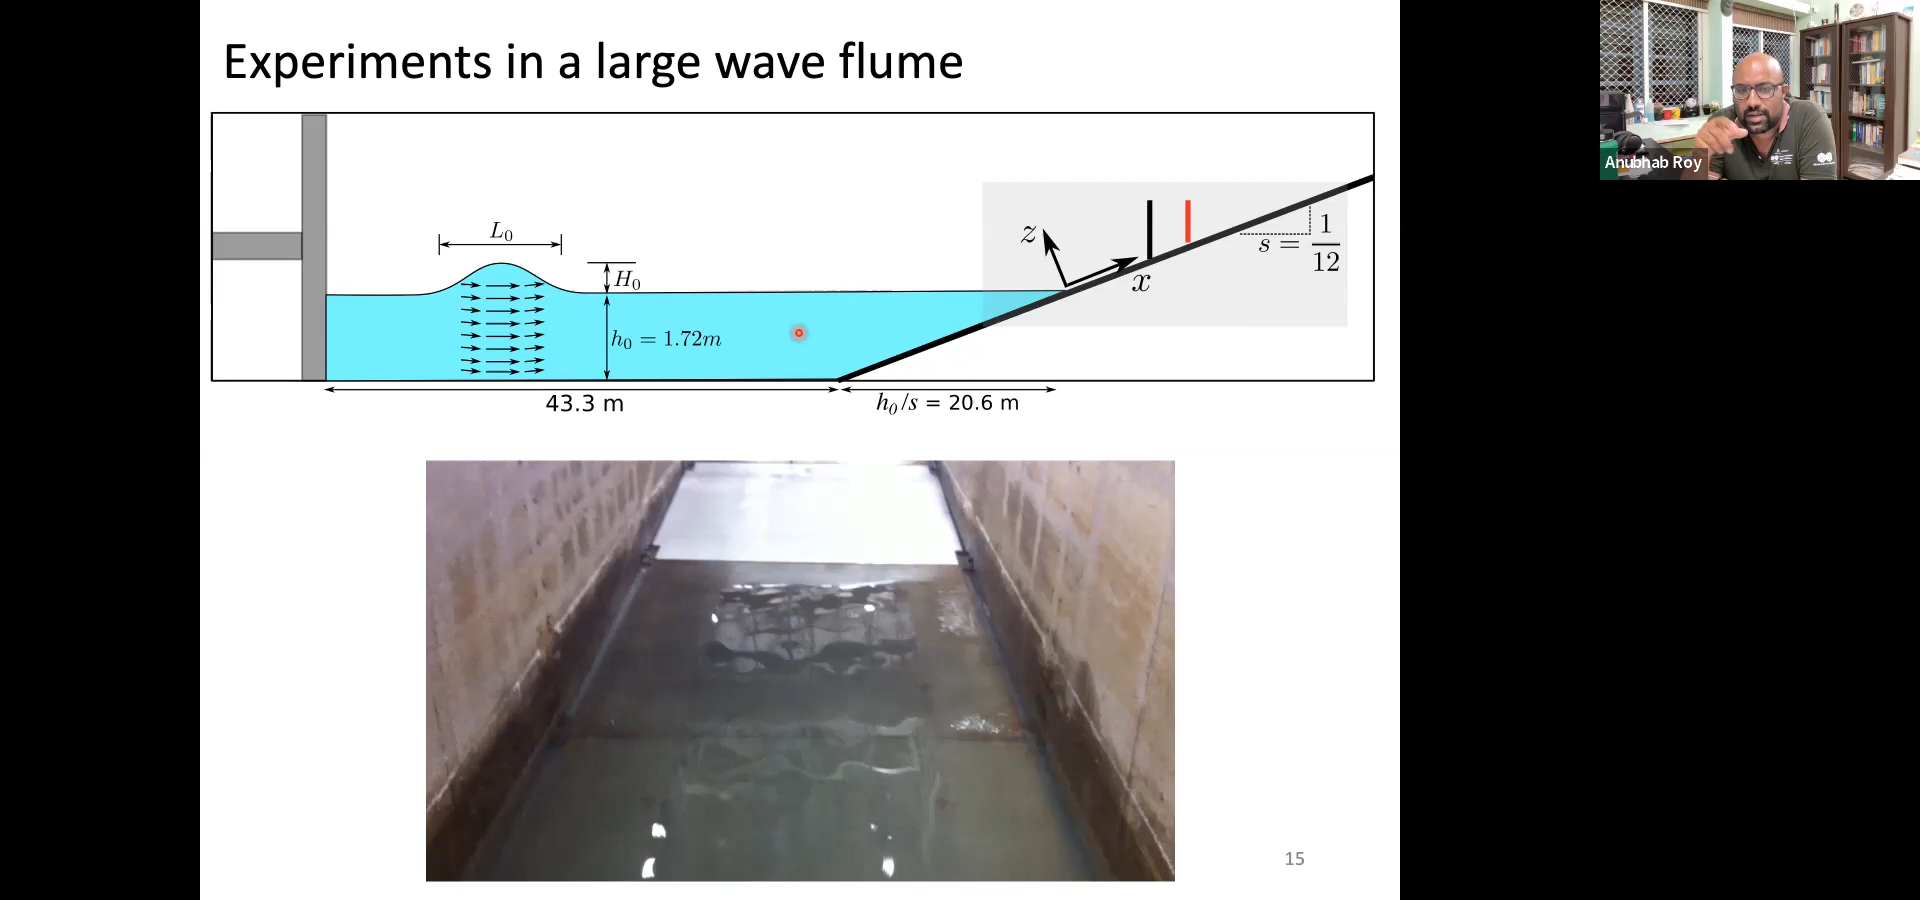 Experiments in a large wave flume
L₀
H₀
h₀ = 1.72m
z
x
s = 1/12
43.3 m
h₀/s = 20.6 m
15
Anubhab Roy